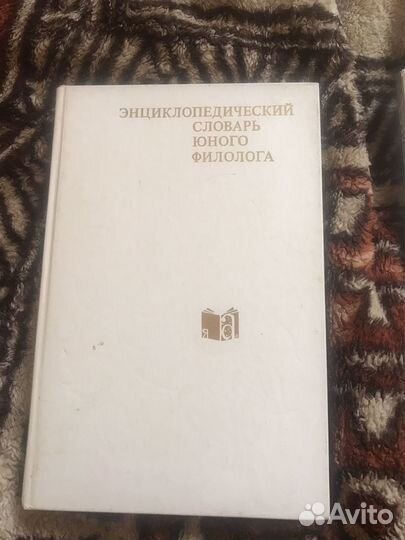 ЭНЦИКЛОПЕДИЧЕСКИЙ
СЛОВАРЬ
ЮНОГО
ФИЛОЛОГА
Я
Avito